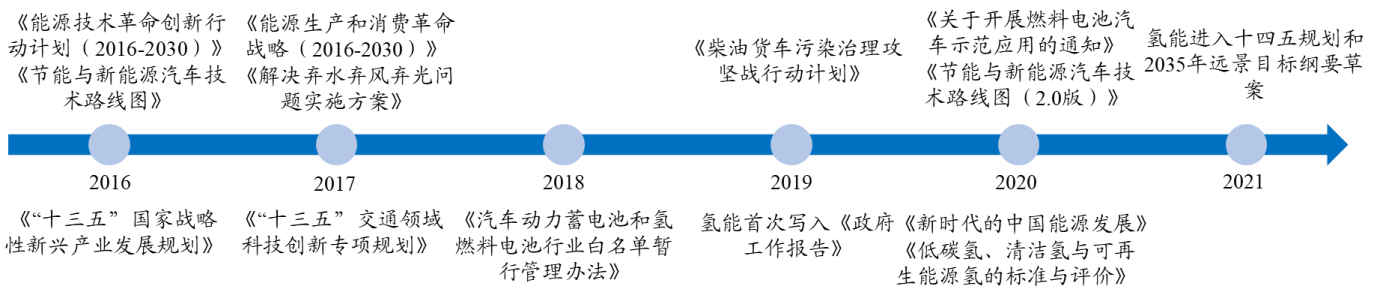 《能源技术革命创新行
动计划（2016-2030）》
《节能与新能源汽车技
术路线图》
《能源生产和消费革命
战略（2016-2030）》
《解决弃水弃风弃光问
题实施方案》
《柴油货车污染治理攻
坚战行动计划》
《关于开展燃料电池汽
车示范应用的通知》
《节能与新能源汽车技
术路线图（2.0版）》
氢能进入十四五规划和
2035年远景目标纲要草
案
2016
2017
2018
2019
2020
2021
《“十三五”国家战略
性新兴产业发展规划》
《“十三五”交通领域
科技创新专项规划》
《汽车动力蓄电池和氢
燃料电池行业白名单暂
行管理办法》
氢能首次写入《政府
工作报告》
《新时代的中国能源发展》
《低碳氢、清洁氢与可再
生能源氢的标准与评价》